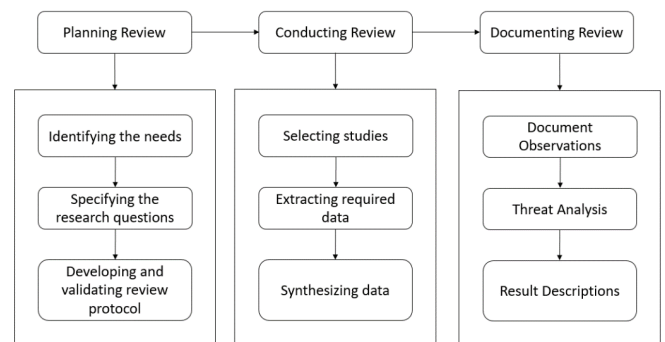 Planning Review
Conducting Review
Documenting Review
Identifying the needs
Specifying the
research questions
Developing and
validating review
protocol
Selecting studies
Extracting required
data
Synthesizing data
Document
Observations
Threat Analysis
Result Descriptions